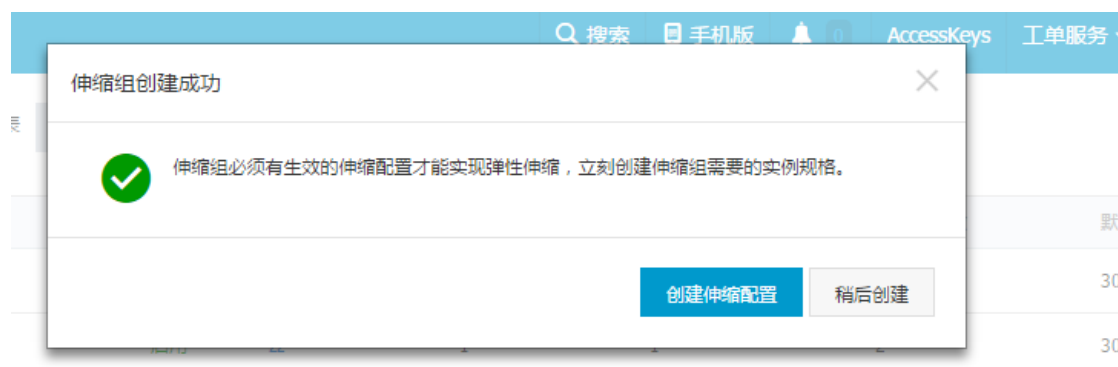 搜索 手机版 0 AccessKeys 工单服务
伸缩组创建成功
伸缩组必须有生效的伸缩配置才能实现弹性伸缩，立刻创建伸缩组需要的实例规格。
默
创建伸缩配置 稍后创建
30
30